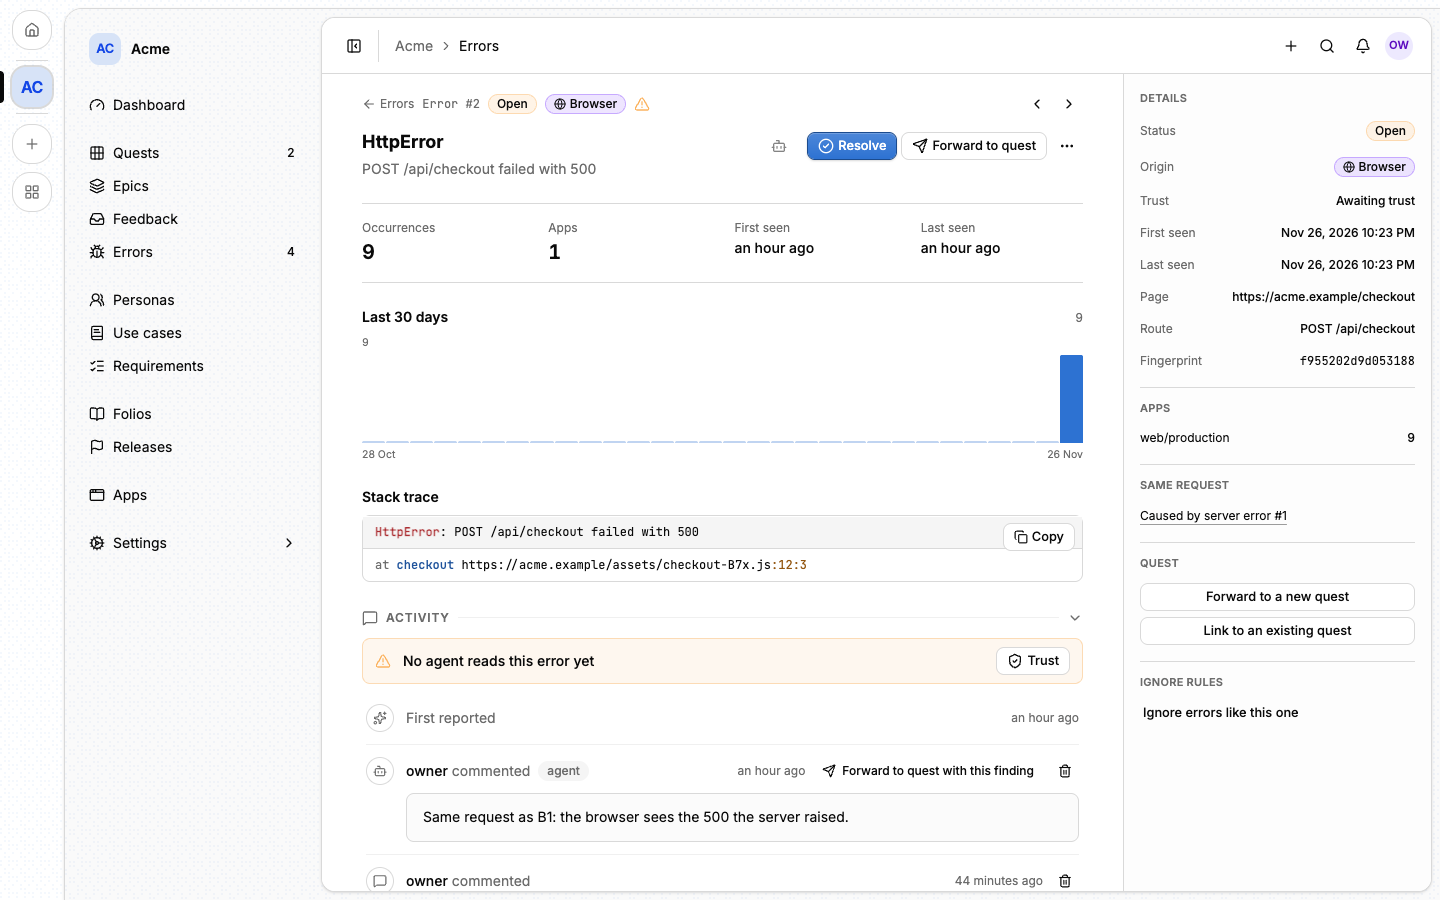 AC
AC Acme
Dashboard
Quests 2
Epics
Feedback
Errors 4
Personas
Use cases
Requirements
Folios
Releases
Apps
Settings
Acme > Errors
OW
← Errors Error #2 Open Browser
HttpError
POST /api/checkout failed with 500
Resolve
Forward to quest
Occurrences Apps First seen Last seen
9 1 an hour ago an hour ago
Last 30 days 9
9
28 Oct 26 Nov
Stack trace
HttpError: POST /api/checkout failed with 500
Copy
at checkout https://acme.example/assets/checkout-B7x.js:12:3
ACTIVITY
No agent reads this error yet Trust
First reported an hour ago
owner commented agent an hour ago Forward to quest with this finding
Same request as B1: the browser sees the 500 the server raised.
owner commented 44 minutes ago
DETAILS
Status Open
Origin Browser
Trust Awaiting trust
First seen Nov 26, 2026 10:23 PM
Last seen Nov 26, 2026 10:23 PM
Page https://acme.example/checkout
Route POST /api/checkout
Fingerprint f955202d9d053188
APPS
web/production 9
SAME REQUEST
Caused by server error #1
QUEST
Forward to a new quest
Link to an existing quest
IGNORE RULES
Ignore errors like this one